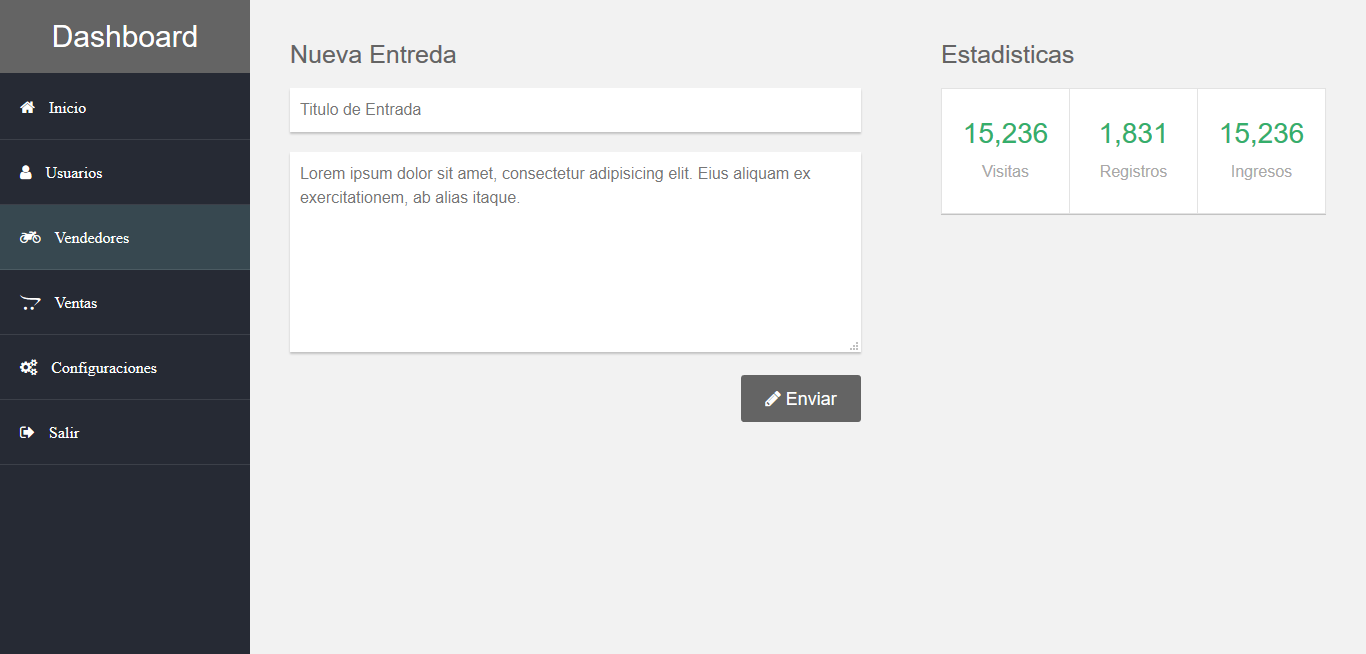 Dashboard
Inicio
Usuarios
Vendedores
Ventas
Configuraciones
Salir
Nueva Entreda
Titulo de Entrada
Lorem ipsum dolor sit amet, consectetur adipisicing elit. Eius aliquam ex
exercitationem, ab alias itaque.
Enviar
Estadisticas
15,236
Visitas
1,831
Registros
15,236
Ingresos